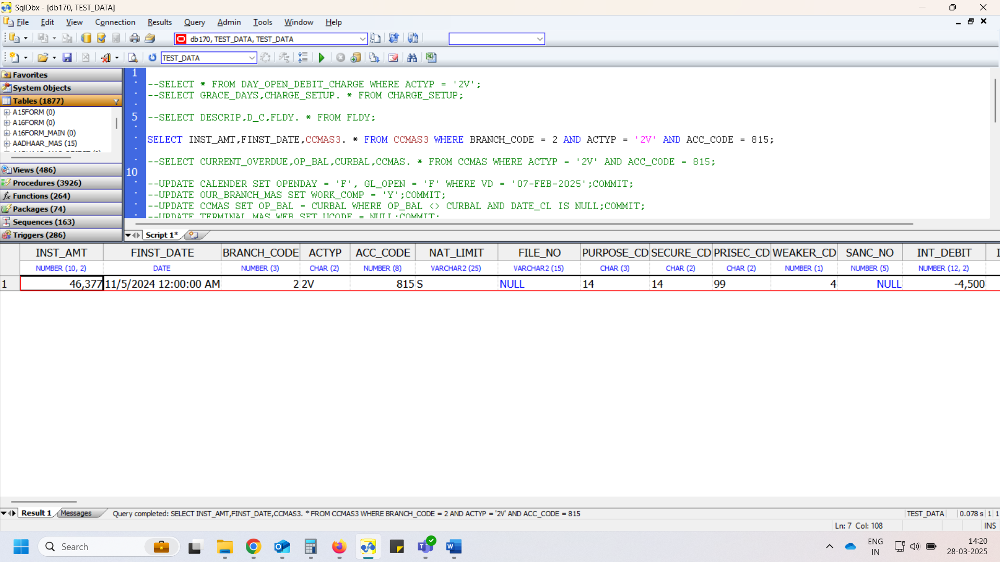 SqlDbx - [db170, TEST_DATA]
File Edit View Connection Results Query Admin Tools Window Help
db170, TEST_DATA, TEST_DATA
TEST_DATA
Favorites
System Objects
Tables (1877)
A15FORM (0)
A16FORM (0)
A16FORM_MAIN (0)
AADHAAR_MAS (15)
Views (486)
Procedures (3926)
Functions (264)
Packages (74)
Sequences (163)
Triggers (286)
1
--SELECT * FROM DAY_OPEN_DEBIT_CHARGE WHERE ACTYP = '2V';
--SELECT GRACE_DAYS,CHARGE_SETUP. * FROM CHARGE_SETUP;
5 --SELECT DESCRIP,D_C,FLDY. * FROM FLDY;
SELECT INST_AMT,FINST_DATE,CCMAS3. * FROM CCMAS3 WHERE BRANCH_CODE = 2 AND ACTYP = '2V' AND ACC_CODE = 815;
--SELECT CURRENT_OVERDUE,OP_BAL,CURBAL,CCMAS. * FROM CCMAS WHERE ACTYP = '2V' AND ACC_CODE = 815;
10
--UPDATE CALENDER SET OPENDAY = 'F', GL_OPEN = 'F' WHERE VD = '07-FEB-2025';COMMIT;
--UPDATE OUR_BRANCH_MAS SET WORK_COMP = 'Y';COMMIT;
--UPDATE CCMAS SET OP_BAL = CURBAL WHERE OP_BAL <> CURBAL AND DATE_CL IS NULL;COMMIT;
--UPDATE TERMINAL_MAS_WEB SET UCODE = NULL;COMMIT;
Script 1*
INST_AMT FINST_DATE BRANCH_CODE ACTYP ACC_CODE NAT_LIMIT FILE_NO PURPOSE_CD SECURE_CD PRISEC_CD WEAKER_CD SANC_NO INT_DEBIT
NUMBER (10, 2) DATE NUMBER (3) CHAR (2) NUMBER (8) VARCHAR2 (25) VARCHAR2 (15) CHAR (3) CHAR (2) CHAR (2) NUMBER (1) NUMBER (5) NUMBER (12, 2)
1 46,377 11/5/2024 12:00:00 AM 2 2V 815 S NULL 14 14 99 4 NULL -4,500
Result 1 Messages Query completed: SELECT INST_AMT,FINST_DATE,CCMAS3. * FROM CCMAS3 WHERE BRANCH_CODE = 2 AND ACTYP = '2V' AND ACC_CODE = 815 TEST_DATA 0.078 s 1 1
Ln: 7 Col: 108 INS
Search
ENG
IN
14:20
28-03-2025